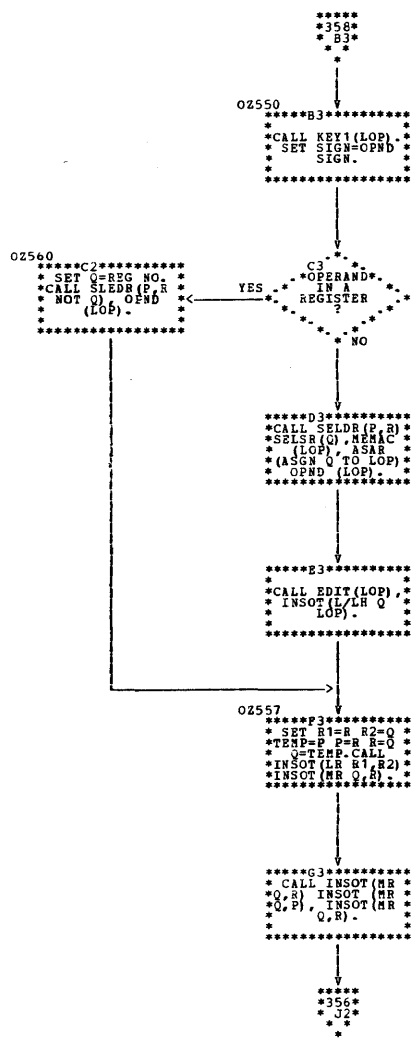 358
B3
OZ550
B3
CALL KEY1(LOP).
SET SIGN=OPND
SIGN.
OZ560
C2
SET Q=REG NO.
CALL SLEDR(P,R
NOT Q), OPND
(LOP).
YES
C3
OPERAND
IN A
REGISTER
?
NO
D3
CALL SELDR(P,R)
SELSR(Q),MEMAC
(LOP), ASAR
(ASGN Q TO LOP)
OPND (LOP).
E3
CALL EDIT(LOP),
INSOT(L/LH Q
LOP).
OZ557
F3
SET R1=R R2=Q
TEMP=P P=R R=Q
Q=TEMP.CALL
INSOT(LR R1,R2)
INSOT(MR Q,R).
G3
CALL INSOT(MR
Q,R) INSOT (MR
Q,P), INSOT(MR
Q,R).
356
J2